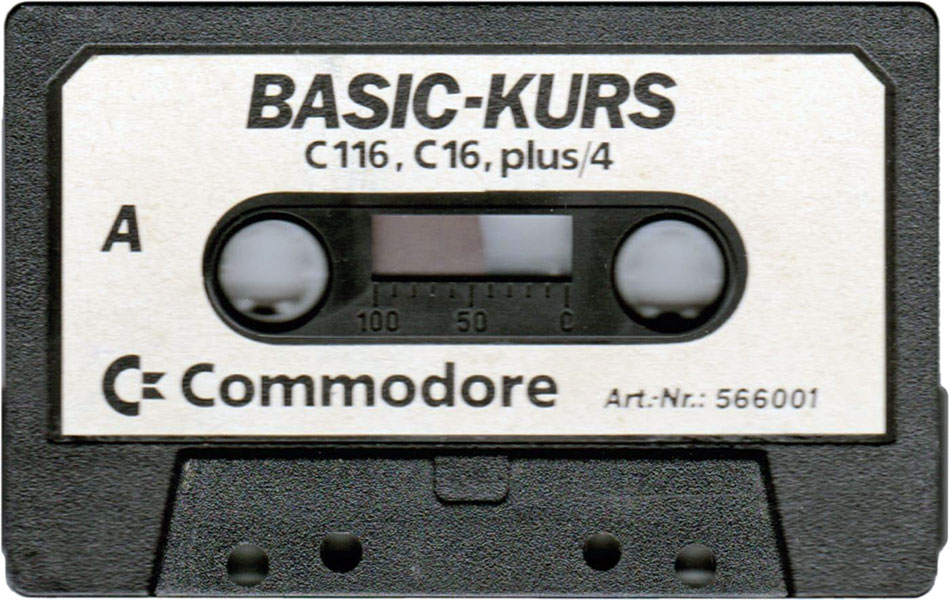 BASIC-KURS
C116, C16, plus/4
A
100 50 0
Commodore
Art.-Nr.: 566001